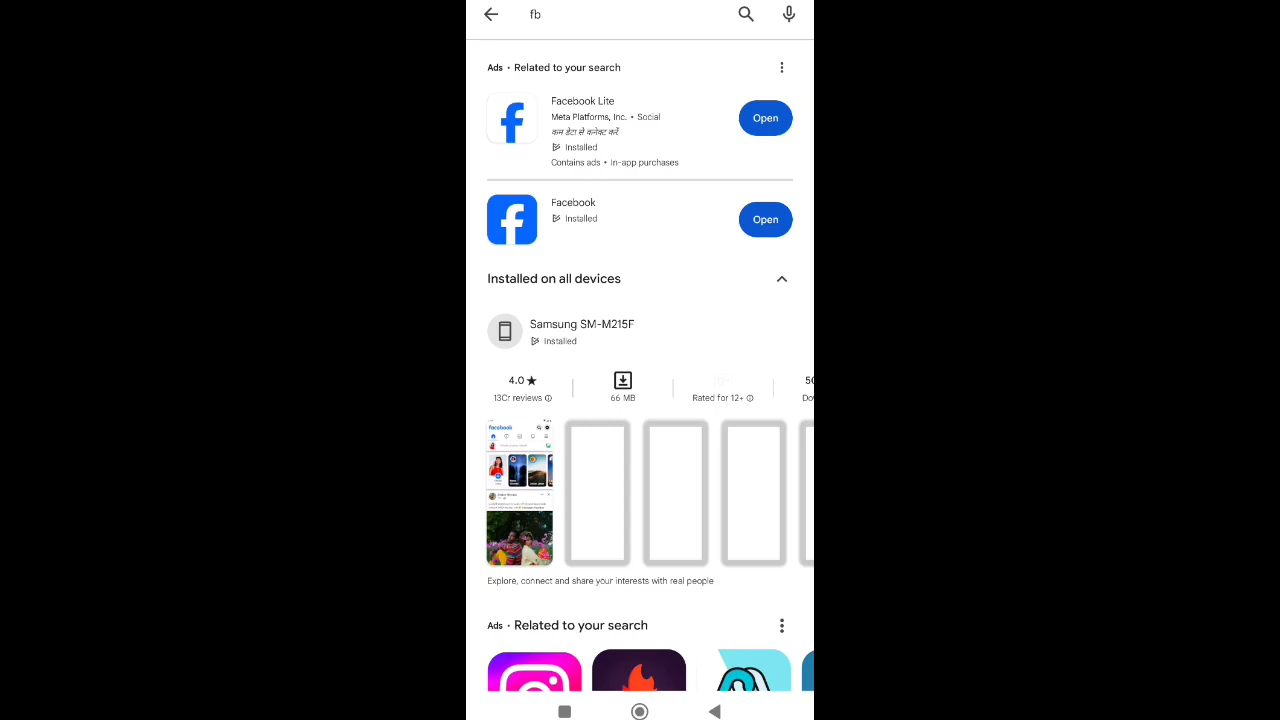 fb
Ads • Related to your search
Facebook Lite
Meta Platforms, Inc. • Social
कम डेटा से कनेक्ट करें
Installed
Contains ads • In-app purchases
Open
Facebook
Installed
Open
Installed on all devices
Samsung SM-M215F
Installed
4.0★
13Cr reviews
66 MB
Rated for 12+
facebook
Explore, connect and share your interests with real people
Ads • Related to your search